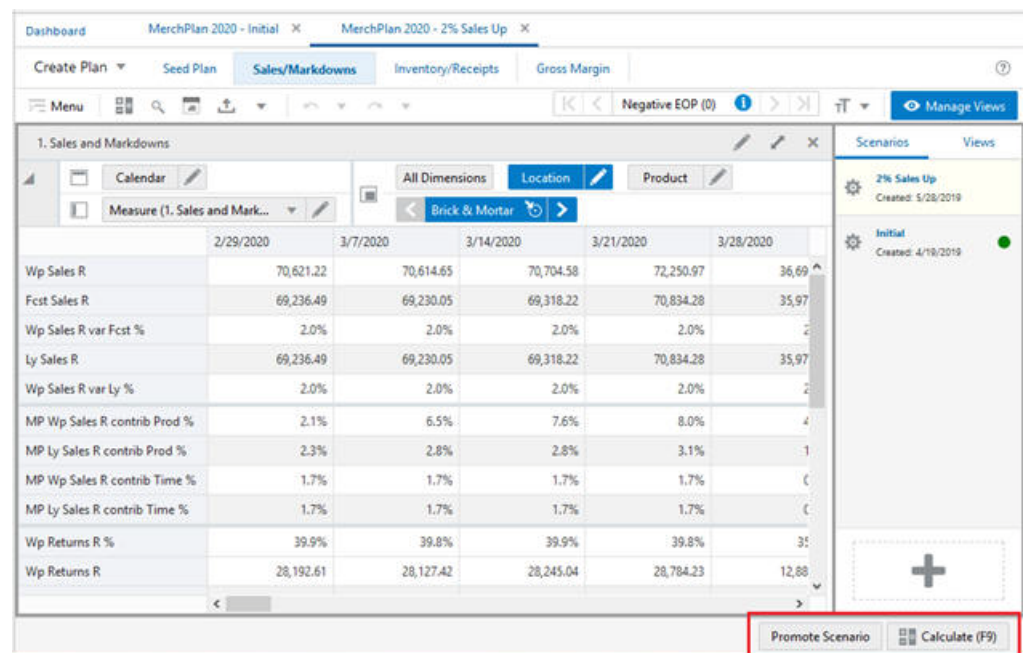 Dashboard MerchPlan 2020 - Initial × MerchPlan 2020 - 2% Sales Up ×
Create Plan Seed Plan Sales/Markdowns Inventory/Receipts Gross Margin
Menu Negative EOP (0) Manage Views
1. Sales and Markdowns Scenarios Views
Calendar All Dimensions Location Product
Measure (1. Sales and Mark... Brick & Mortar
2% Sales Up
Created: 5/28/2019
Initial
Created: 4/19/2019
2/29/2020 3/7/2020 3/14/2020 3/21/2020 3/28/2020
Wp Sales R 70,621.22 70,614.65 70,704.58 72,250.97 36,69
Fcst Sales R 69,236.49 69,230.05 69,318.22 70,834.28 35,97
Wp Sales R var Fcst % 2.0% 2.0% 2.0% 2.0% 2
Ly Sales R 69,236.49 69,230.05 69,318.22 70,834.28 35,97
Wp Sales R var Ly % 2.0% 2.0% 2.0% 2.0% 2
MP Wp Sales R contrib Prod % 2.1% 6.5% 7.6% 8.0%
MP Ly Sales R contrib Prod % 2.3% 2.8% 2.8% 3.1% 1
MP Wp Sales R contrib Time % 1.7% 1.7% 1.7% 1.7%
MP Ly Sales R contrib Time % 1.7% 1.7% 1.7% 1.7%
Wp Returns R % 39.9% 39.8% 39.9% 39.8%
Wp Returns R 28,192.61 28,127.42 28,245.04 28,784.23 12,88
Promote Scenario Calculate (F9)